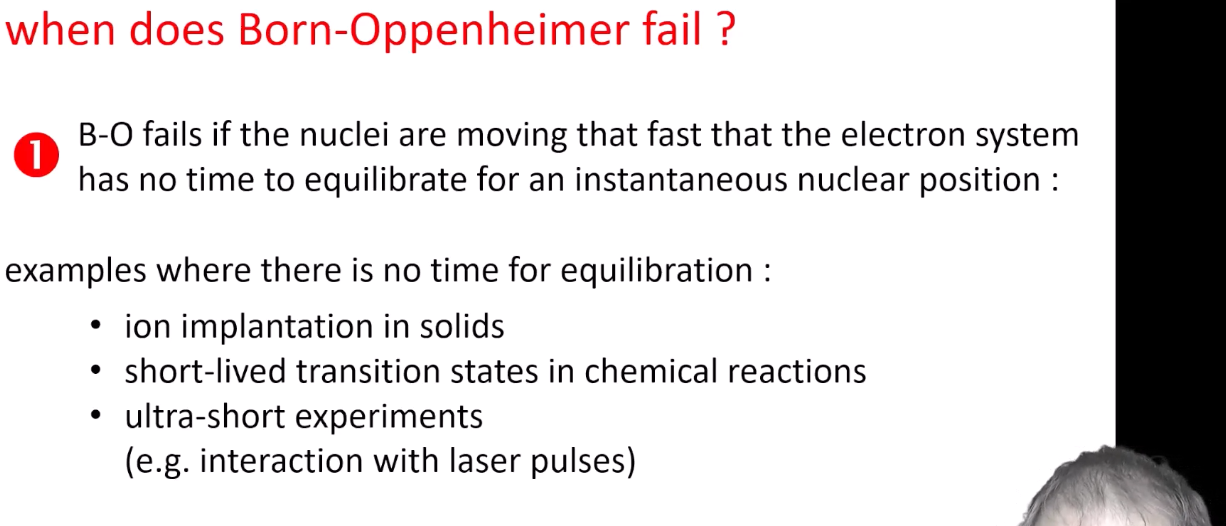 when does Born-Oppenheimer fail ?
1 B-O fails if the nuclei are moving that fast that the electron system
has no time to equilibrate for an instantaneous nuclear position :
examples where there is no time for equilibration :
• ion implantation in solids
• short-lived transition states in chemical reactions
• ultra-short experiments
(e.g. interaction with laser pulses)